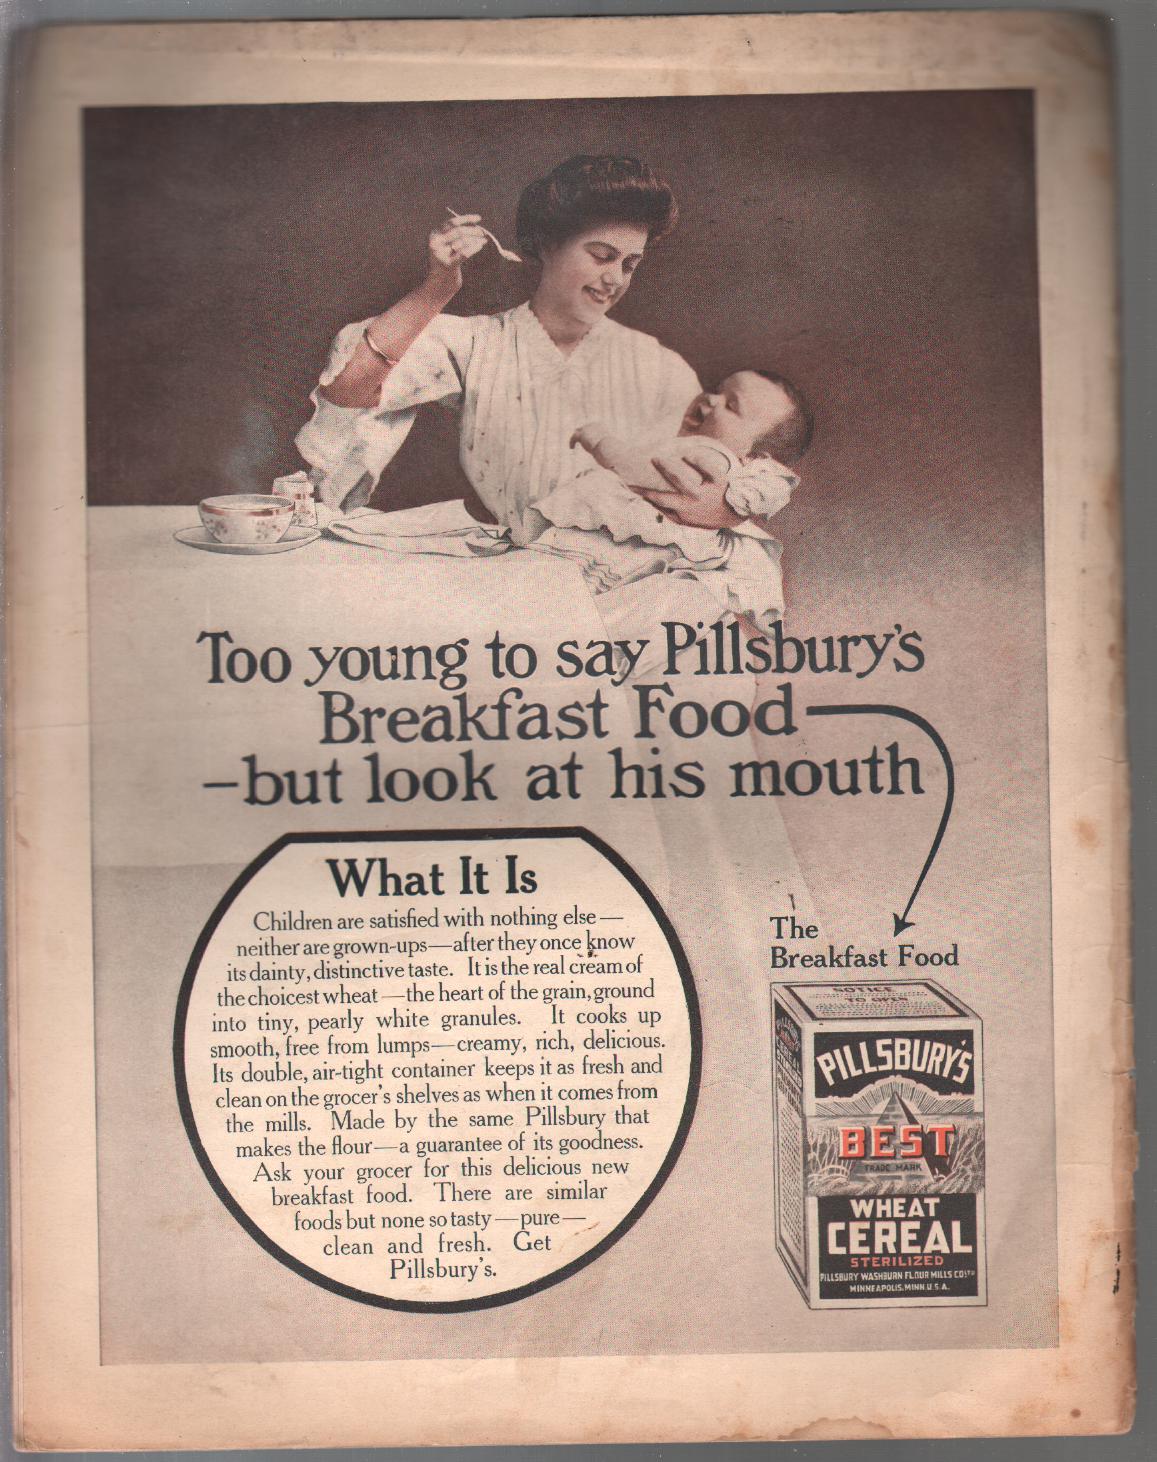 Too young to say Pillsbury's
Breakfast Food
–but look at his mouth
What It Is
Children are satisfied with nothing else—
neither are grown-ups—after they once know
its dainty, distinctive taste. It is the real cream of
the choicest wheat—the heart of the grain, ground
into tiny, pearly white granules. It cooks up
smooth, free from lumps—creamy, rich, delicious.
Its double, air-tight container keeps it as fresh and
clean on the grocer's shelves as when it comes from
the mills. Made by the same Pillsbury that
makes the flour—a guarantee of its goodness.
Ask your grocer for this delicious new
breakfast food. There are similar
foods but none so tasty—pure—
clean and fresh. Get
Pillsbury's.
The
Breakfast Food
NOTICE
TO OPEN
PILLSBURY'S
BEST
TRADE MARK
WHEAT
CEREAL
STERILIZED
PILLSBURY WASHBURN FLOUR MILLS CO LTD
MINNEAPOLIS. MINN. U.S.A.